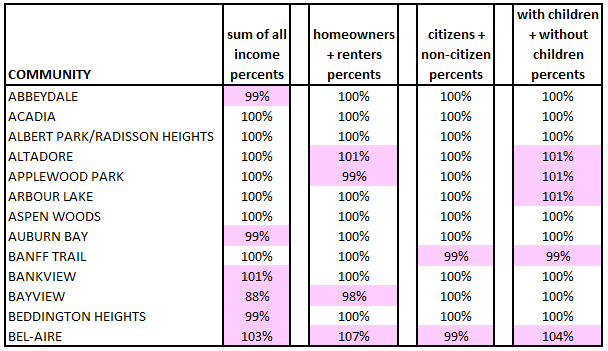 COMMUNITY sum of all income percents homeowners + renters percents citizens + non-citizen percents with children + without children percents
ABBEYDALE 99% 100% 100% 100%
ACADIA 100% 100% 100% 100%
ALBERT PARK/RADISSON HEIGHTS 100% 100% 100% 100%
ALTADORE 100% 101% 100% 101%
APPLEWOOD PARK 100% 99% 100% 101%
ARBOUR LAKE 100% 100% 100% 101%
ASPEN WOODS 100% 100% 100% 100%
AUBURN BAY 99% 100% 100% 100%
BANFF TRAIL 100% 100% 99% 99%
BANKVIEW 101% 100% 100% 100%
BAYVIEW 88% 98% 100% 100%
BEDDINGTON HEIGHTS 99% 100% 100% 100%
BEL-AIRE 103% 107% 99% 104%